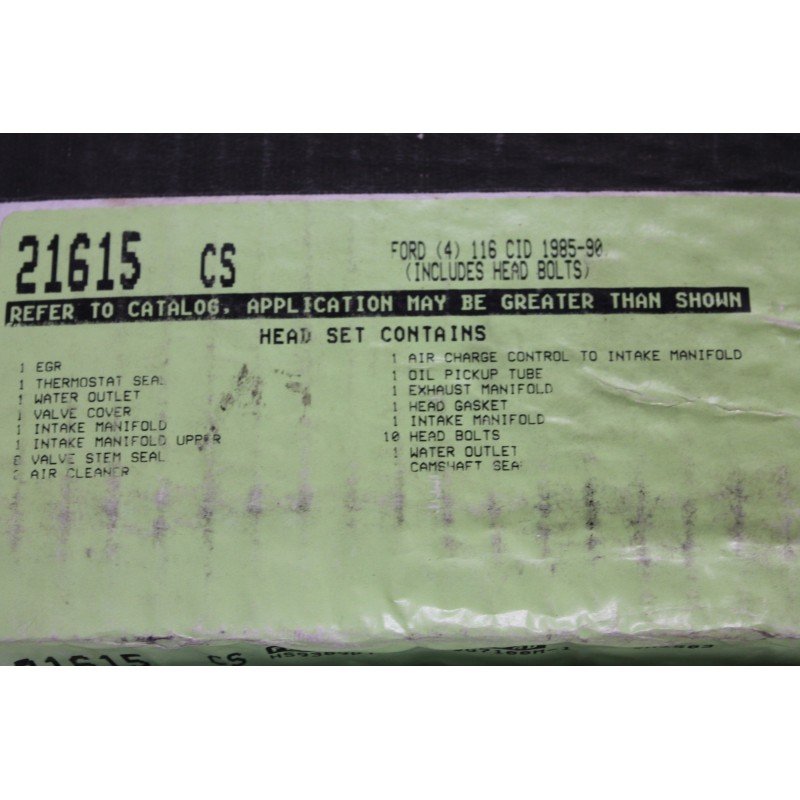 21615 CS
FORD (4) 116 CID 1985-90
(INCLUDES HEAD BOLTS)
REFER TO CATALOG. APPLICATION MAY BE GREATER THAN SHOWN
HEAD SET CONTAINS
1 EGR
1 THERMOSTAT SEAL
1 WATER OUTLET
1 VALVE COVER
1 INTAKE MANIFOLD
1 INTAKE MANIFOLD UPPER
8 VALVE STEM SEAL
AIR CLEANER
1 AIR CHARGE CONTROL TO INTAKE MANIFOLD
1 OIL PICKUP TUBE
1 EXHAUST MANIFOLD
1 HEAD GASKET
1 INTAKE MANIFOLD
10 HEAD BOLTS
1 WATER OUTLET
CAMSHAFT SEAL
21615 CS